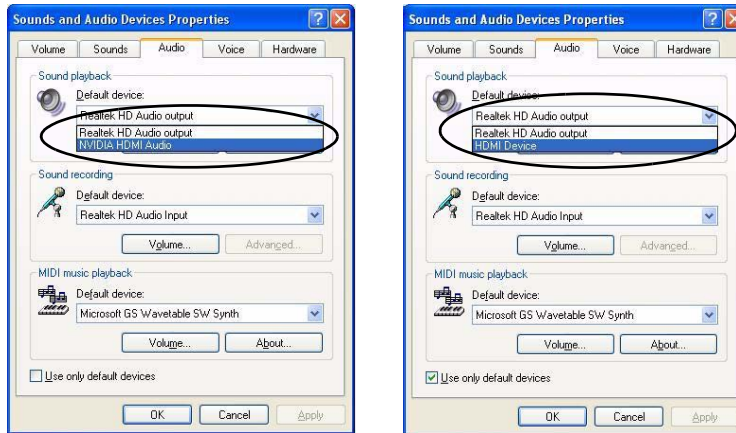 Sounds and Audio Devices Properties
Volume Sounds Audio Voice Hardware
Sound playback
Default device:
Realtek HD Audio output
Realtek HD Audio output
NVIDIA HDMI Audio
Sound recording
Default device:
Realtek HD Audio Input
Volume... Advanced...
MIDI music playback
Default device:
Microsoft GS Wavetable SW Synth
Volume... About...
Use only default devices
OK Cancel Apply
Sounds and Audio Devices Properties
Volume Sounds Audio Voice Hardware
Sound playback
Default device:
Realtek HD Audio output
Realtek HD Audio output
HDMI Device
Sound recording
Default device:
Realtek HD Audio Input
Volume... Advanced...
MIDI music playback
Default device:
Microsoft GS Wavetable SW Synth
Volume... About...
Use only default devices
OK Cancel Apply